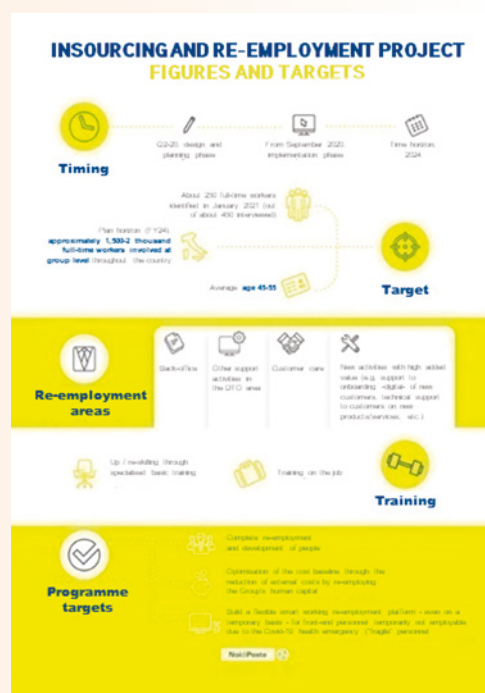 INSOURCING AND RE-EMPLOYMENT PROJECT
FIGURES AND TARGETS
Timing
Q2-20, design and
planning phase
From September 2020,
implementation phase
Time horizon,
2024
About 250 full-time workers
identified in January 2021 (out
of about 450 interviewed)
Plan horizon (FY24),
approximately 1,500-2 thousand
full-time workers involved at
group level throughout the country
Average age 45-55
Target
Re-employment
areas
Back-office
Other support
activities in
the DTO area
Customer care
New activities with high added
value (e.g. support to
onboarding -digital- of new
customers, technical support
to customers on new
products/services, etc.)
Up / re-skilling through
specialised basic training
Training on the job
Training
Programme
targets
Complete re-employment
and development of people
Optimisation of the cost baseline through the
reduction of external costs by re-employing
the Group's human capital
Build a flexible smart working re-employment platform - even on a
temporary basis - for front-end personnel temporarily not employable
due to the Covid-19 health emergency ("fragile" personnel
NoidiPoste